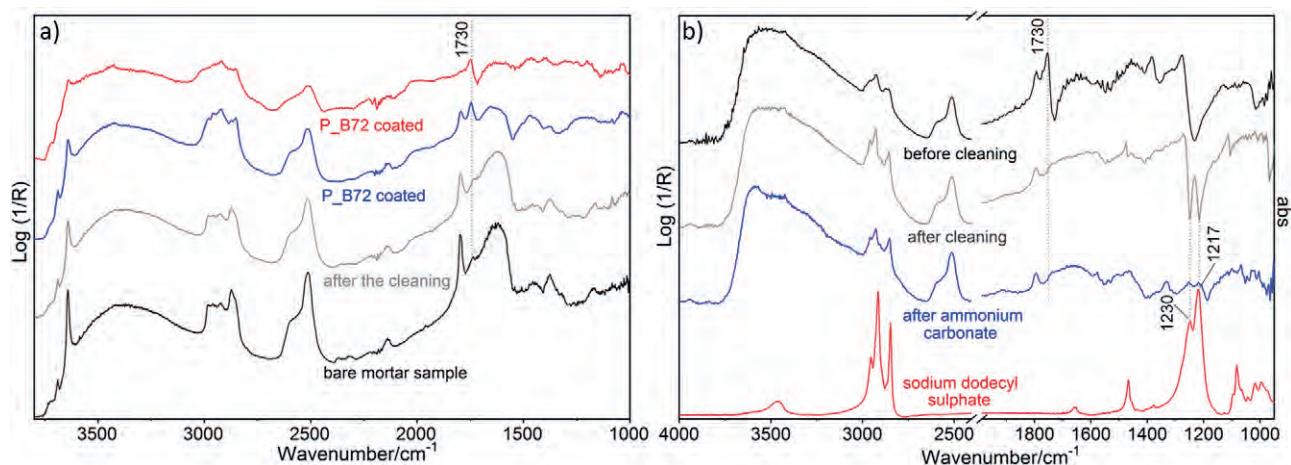 a)
1730
P_B72 coated
P_B72 coated
after the cleaning
bare mortar sample
Log (1/R)
3500 3000 2500 2000 1500 1000
Wavenumber/cm⁻¹
b)
1730
before cleaning
after cleaning
1217
after ammonium
carbonate
1230
sodium dodecyl
sulphate
Log (1/R)
abs
4000 3500 3000 2500 1800 1600 1400 1200 1000
Wavenumber/cm⁻¹